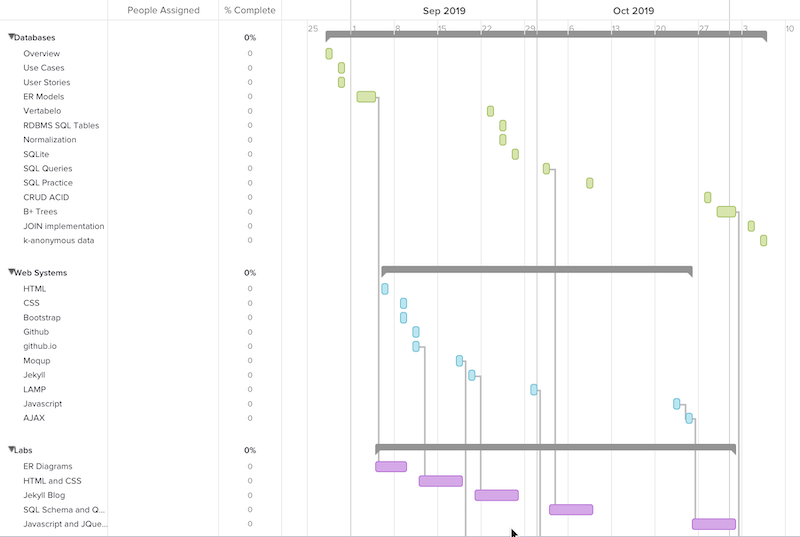 People Assigned % Complete Sep 2019 Oct 2019
25 1 8 15 22 29 6 13 20 27 3 10
Databases 0%
Overview 0
Use Cases 0
User Stories 0
ER Models 0
Vertabelo 0
RDBMS SQL Tables 0
Normalization 0
SQLite 0
SQL Queries 0
SQL Practice 0
CRUD ACID 0
B+ Trees 0
JOIN implementation 0
k-anonymous data 0
Web Systems 0%
HTML 0
CSS 0
Bootstrap 0
Github 0
github.io 0
Moqup 0
Jekyll 0
LAMP 0
Javascript 0
AJAX 0
Labs 0%
ER Diagrams 0
HTML and CSS 0
Jekyll Blog 0
SQL Schema and Q... 0
Javascript and JQue... 0